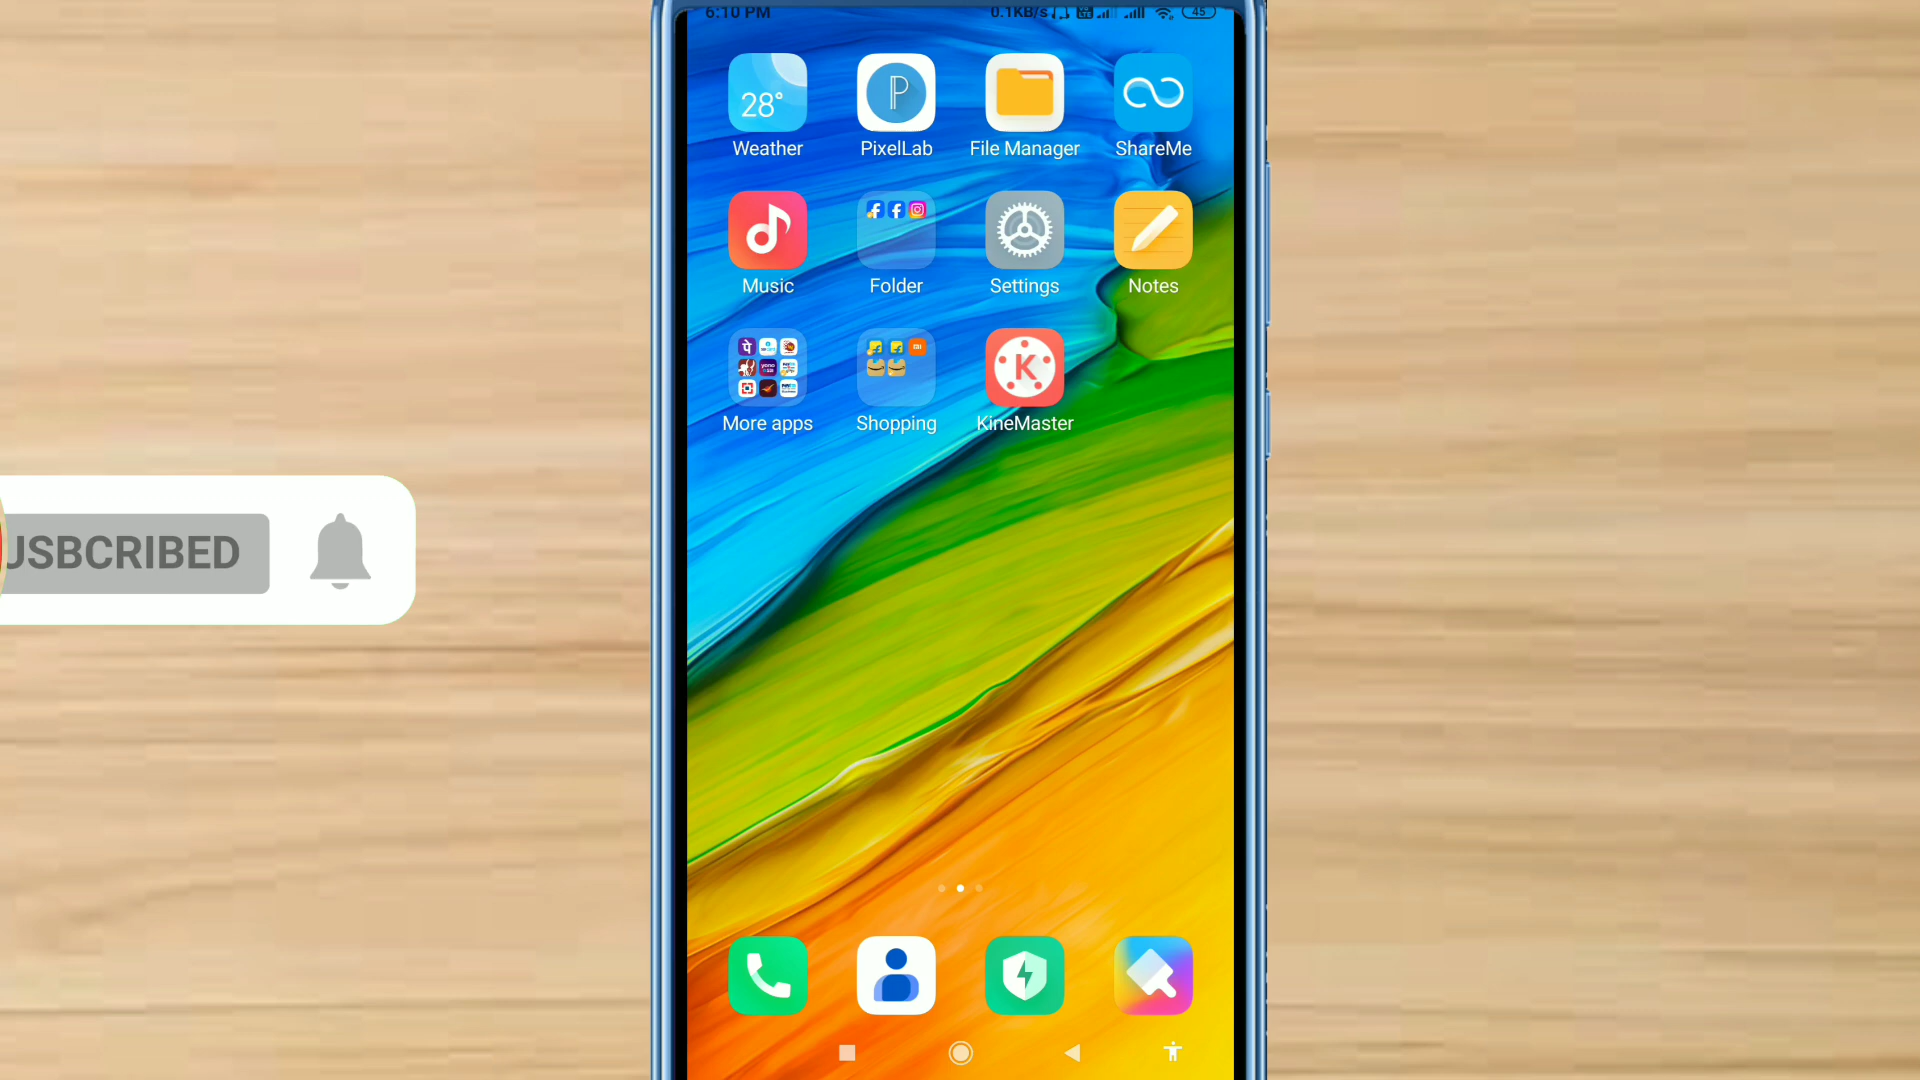 6:10 PM 0.1KB/s 45
28°
P
Weather PixelLab File Manager ShareMe
Music Folder Settings Notes
पे
K
More apps Shopping KineMaster
USBCRIBED